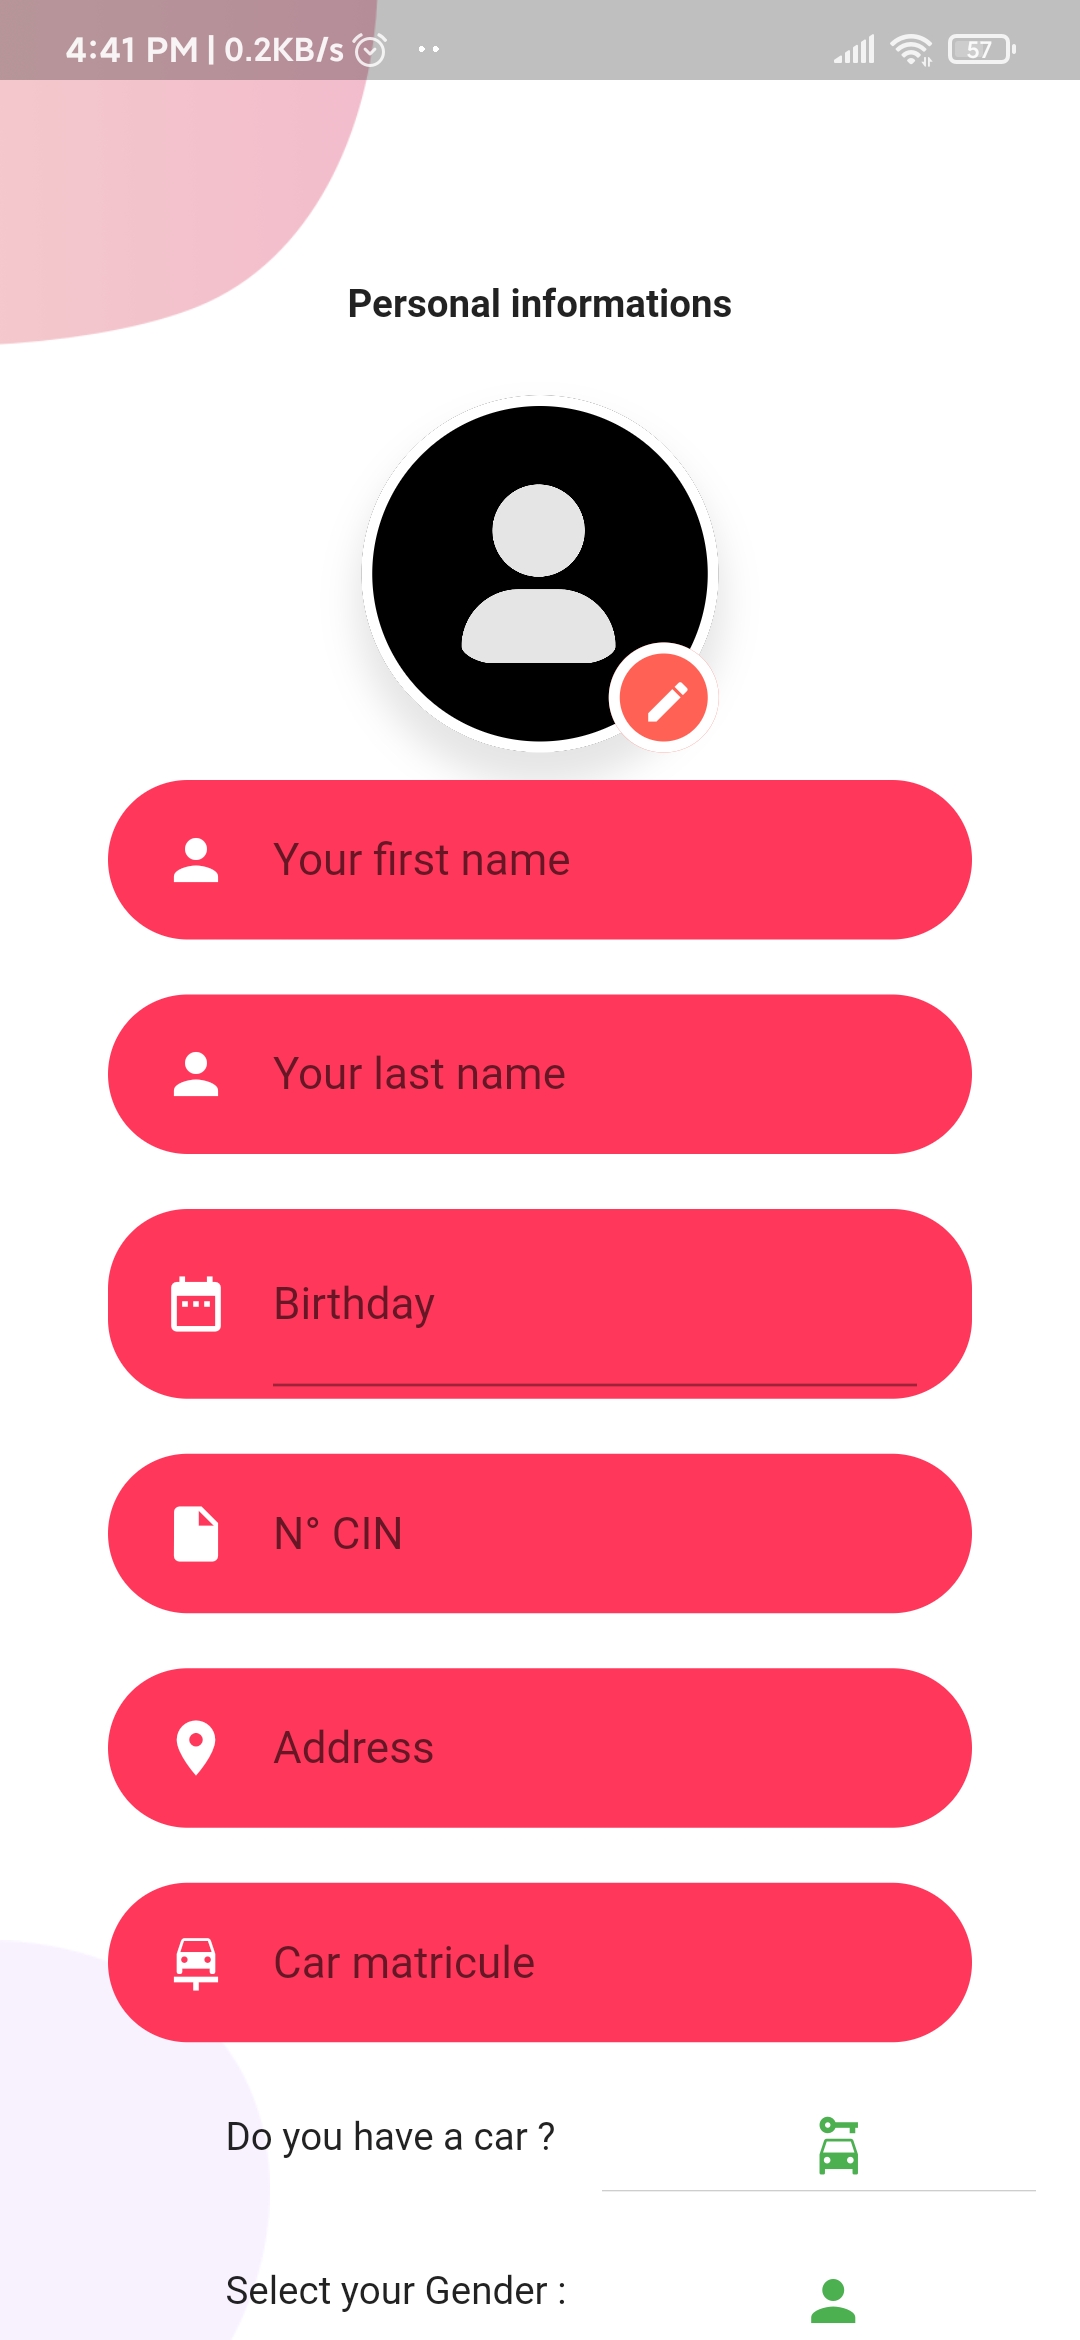 4:41 PM | 0.2KB/s
57
Personal informations
Your first name
Your last name
Birthday
N° CIN
Address
Car matricule
Do you have a car ?
Select your Gender :